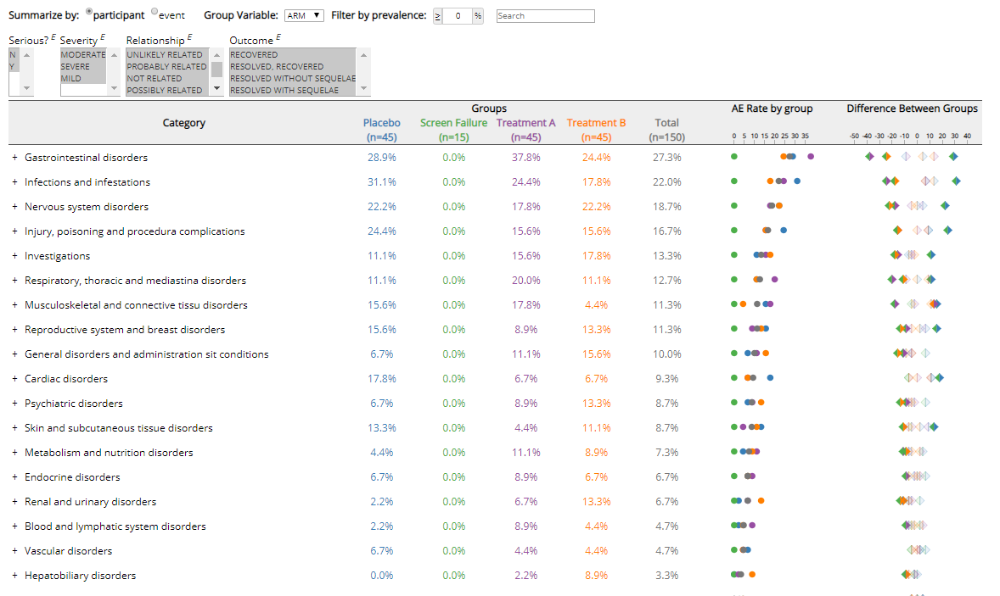 Summarize by: participant event Group Variable: ARM ▼ Filter by prevalence: ≥ 0 % Search
Serious? E Severity E Relationship E Outcome E
N MODERATE UNLIKELY RELATED RECOVERED
Y SEVERE PROBABLY RELATED RESOLVED, RECOVERED
MILD NOT RELATED RESOLVED WITHOUT SEQUELAE
POSSIBLY RELATED RESOLVED WITH SEQUELAE
Groups AE Rate by group Difference Between Groups
Category Placebo Screen Failure Treatment A Treatment B Total
(n=45) (n=15) (n=45) (n=45) (n=150) 0 5 10 15 20 25 30 35 -50 -40 -30 -20 -10 0 10 20 30 40
+ Gastrointestinal disorders 28.9% 0.0% 37.8% 24.4% 27.3%
+ Infections and infestations 31.1% 0.0% 24.4% 17.8% 22.0%
+ Nervous system disorders 22.2% 0.0% 17.8% 22.2% 18.7%
+ Injury, poisoning and procedura complications 24.4% 0.0% 15.6% 15.6% 16.7%
+ Investigations 11.1% 0.0% 15.6% 17.8% 13.3%
+ Respiratory, thoracic and mediastina disorders 11.1% 0.0% 20.0% 11.1% 12.7%
+ Musculoskeletal and connective tissu disorders 15.6% 0.0% 17.8% 4.4% 11.3%
+ Reproductive system and breast disorders 15.6% 0.0% 8.9% 13.3% 11.3%
+ General disorders and administration sit conditions 6.7% 0.0% 11.1% 15.6% 10.0%
+ Cardiac disorders 17.8% 0.0% 6.7% 6.7% 9.3%
+ Psychiatric disorders 6.7% 0.0% 8.9% 13.3% 8.7%
+ Skin and subcutaneous tissue disorders 13.3% 0.0% 4.4% 11.1% 8.7%
+ Metabolism and nutrition disorders 4.4% 0.0% 11.1% 8.9% 7.3%
+ Endocrine disorders 6.7% 0.0% 8.9% 6.7% 6.7%
+ Renal and urinary disorders 2.2% 0.0% 6.7% 13.3% 6.7%
+ Blood and lymphatic system disorders 2.2% 0.0% 8.9% 4.4% 4.7%
+ Vascular disorders 6.7% 0.0% 4.4% 4.4% 4.7%
+ Hepatobiliary disorders 0.0% 0.0% 2.2% 8.9% 3.3%